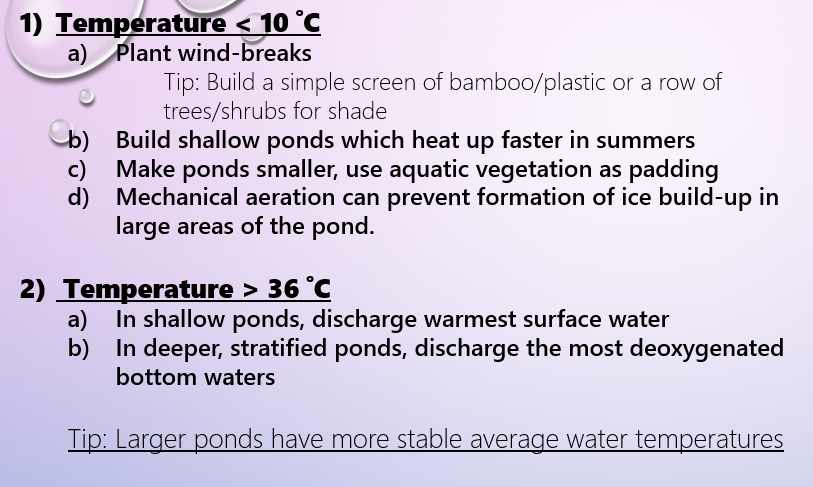 1) Temperature < 10 ˚C
a) Plant wind-breaks
Tip: Build a simple screen of bamboo/plastic or a row of
trees/shrubs for shade
b) Build shallow ponds which heat up faster in summers
c) Make ponds smaller, use aquatic vegetation as padding
d) Mechanical aeration can prevent formation of ice build-up in
large areas of the pond.
2) Temperature > 36 ˚C
a) In shallow ponds, discharge warmest surface water
b) In deeper, stratified ponds, discharge the most deoxygenated
bottom waters
Tip: Larger ponds have more stable average water temperatures